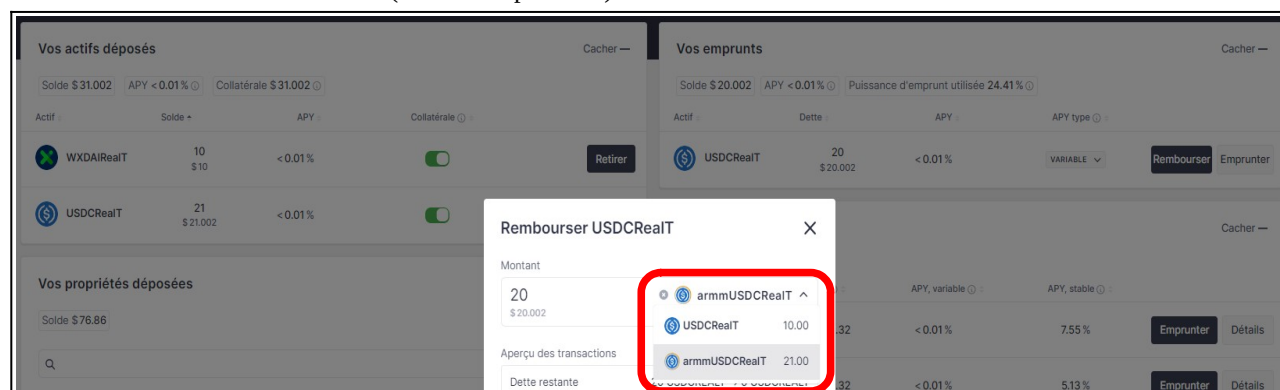 Vos actifs déposés
Cacher —
Solde $ 31.002 APY < 0.01 % Collatérale $ 31.002
Actif Solde APY Collatérale
WXDAIRealT 10 < 0.01 % Retirer
$ 10
USDCRealT 21 < 0.01 %
$ 21.002
Vos propriétés déposées
Solde $ 76.86
Vos emprunts
Cacher —
Solde $ 20.002 APY < 0.01 % Puissance d'emprunt utilisée 24.41 %
Actif Dette APY APY type
USDCRealT 20 < 0.01 % VARIABLE Rembourser Emprunter
$ 20.002
Cacher —
APY, variable APY, stable
.32 < 0.01 % 7.55 % Emprunter Détails
.32 < 0.01 % 5.13 % Emprunter Détails
Rembourser USDCRealT
Montant
20 armmUSDCRealT
$ 20.002
USDCRealT 10.00
armmUSDCRealT 21.00
Aperçu des transactions
Dette restante